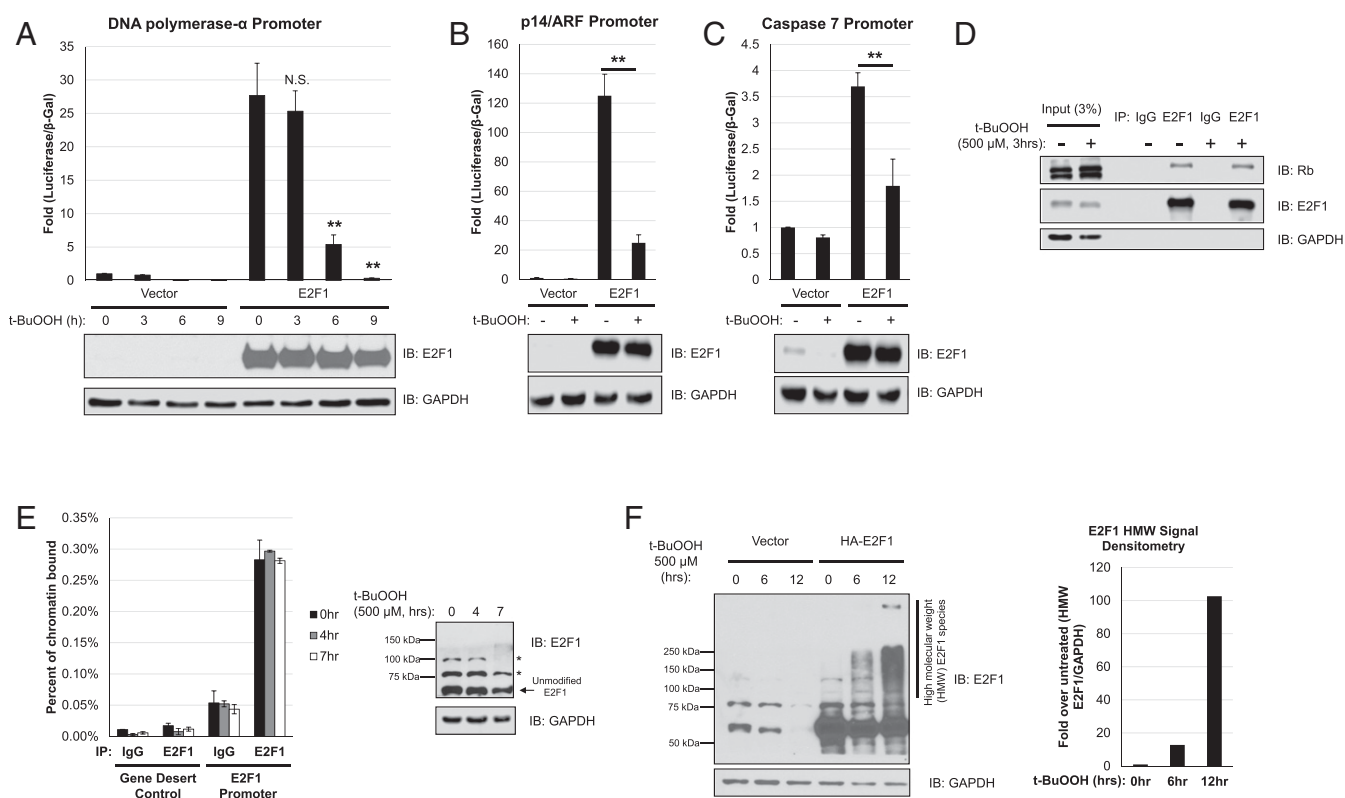 A
DNA polymerase-α Promoter
Fold (Luciferase/β-Gal)
35
30
25
20
15
10
5
0
N.S.
**
**
Vector
E2F1
t-BuOOH (h):
0 3 6 9 0 3 6 9
IB: E2F1
IB: GAPDH
B
p14/ARF Promoter
Fold (Lluciferase/β-Gal)
160
140
120
100
80
60
40
20
0
**
Vector
E2F1
t-BuOOH: - + - +
IB: E2F1
IB: GAPDH
C
Caspase 7 Promoter
Fold (Luciferase/β-Gal)
4.5
4
3.5
3
2.5
2
1.5
1
0.5
0
**
Vector
E2F1
t-BuOOH: - + - +
IB: E2F1
IB: GAPDH
D
Input (3%)
IP: IgG E2F1 IgG E2F1
t-BuOOH
(500 µM, 3hrs): - + - - + +
IB: Rb
IB: E2F1
IB: GAPDH
E
Percent of chromatin bound
0.35%
0.30%
0.25%
0.20%
0.15%
0.10%
0.05%
0.00%
IP: IgG E2F1 IgG E2F1
Gene Desert
Control
E2F1
Promoter
0hr
4hr
7hr
t-BuOOH
(500 µM, hrs): 0 4 7
150 kDa
100 kDa
75 kDa
IB: E2F1
*
*
Unmodified
E2F1
IB: GAPDH
F
t-BuOOH
500 µM
(hrs):
Vector
HA-E2F1
0 6 12 0 6 12
250 kDa
150 kDa
100 kDa
75 kDa
50 kDa
High molecular weight
(HMW) E2F1 species
IB: E2F1
IB: GAPDH
E2F1 HMW Signal
Densitometry
Fold over untreated (HMW
E2F1/GAPDH)
120
100
80
60
40
20
0
t-BuOOH (hrs): 0hr 6hr 12hr